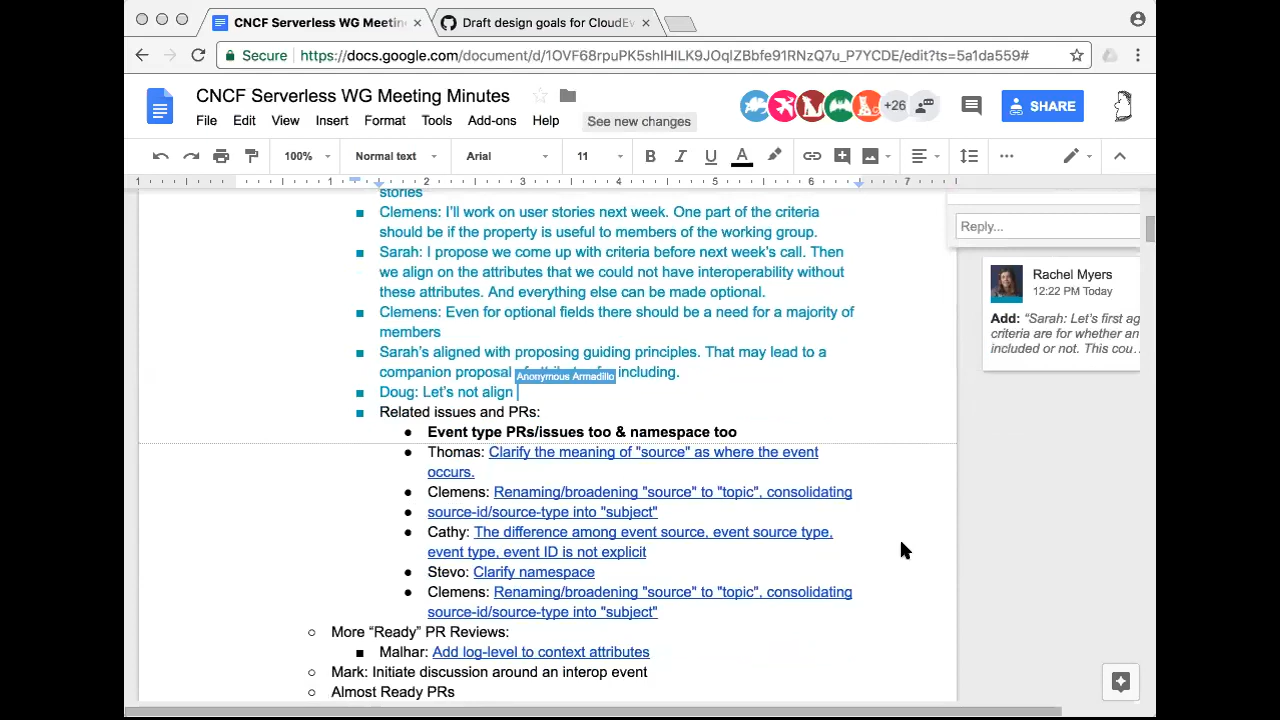 CNCF Serverless WG Meetin
Draft design goals for CloudEv
Secure
https://docs.google.com/document/d/1OVF68rpuPK5shIHILK9JOqlZBbfe91RNzQ7u_P7YCDE/edit?ts=5a1da559#
CNCF Serverless WG Meeting Minutes
+26
SHARE
File Edit View Insert Format Tools Add-ons Help See new changes
100% Normal text Arial 11 B I U A
1 1 2 3 4 5 6 7
stories
Clemens: I'll work on user stories next week. One part of the criteria
should be if the property is useful to members of the working group.
Sarah: I propose we come up with criteria before next week's call. Then
we align on the attributes that we could not have interoperability without
these attributes. And everything else can be made optional.
Clemens: Even for optional fields there should be a need for a majority of
members
Sarah's aligned with proposing guiding principles. That may lead to a
companion proposal including.
Anonymous Armadillo
Doug: Let's not align
Related issues and PRs:
Event type PRs/issues too & namespace too
Thomas: Clarify the meaning of "source" as where the event
occurs.
Clemens: Renaming/broadening "source" to "topic", consolidating
source-id/source-type into "subject"
Cathy: The difference among event source, event source type,
event type, event ID is not explicit
Stevo: Clarify namespace
Clemens: Renaming/broadening "source" to "topic", consolidating
source-id/source-type into "subject"
More "Ready" PR Reviews:
Malhar: Add log-level to context attributes
Mark: Initiate discussion around an interop event
Almost Ready PRs
Reply...
Rachel Myers
12:22 PM Today
Add: "Sarah: Let's first ag
criteria are for whether an
included or not. This cou…